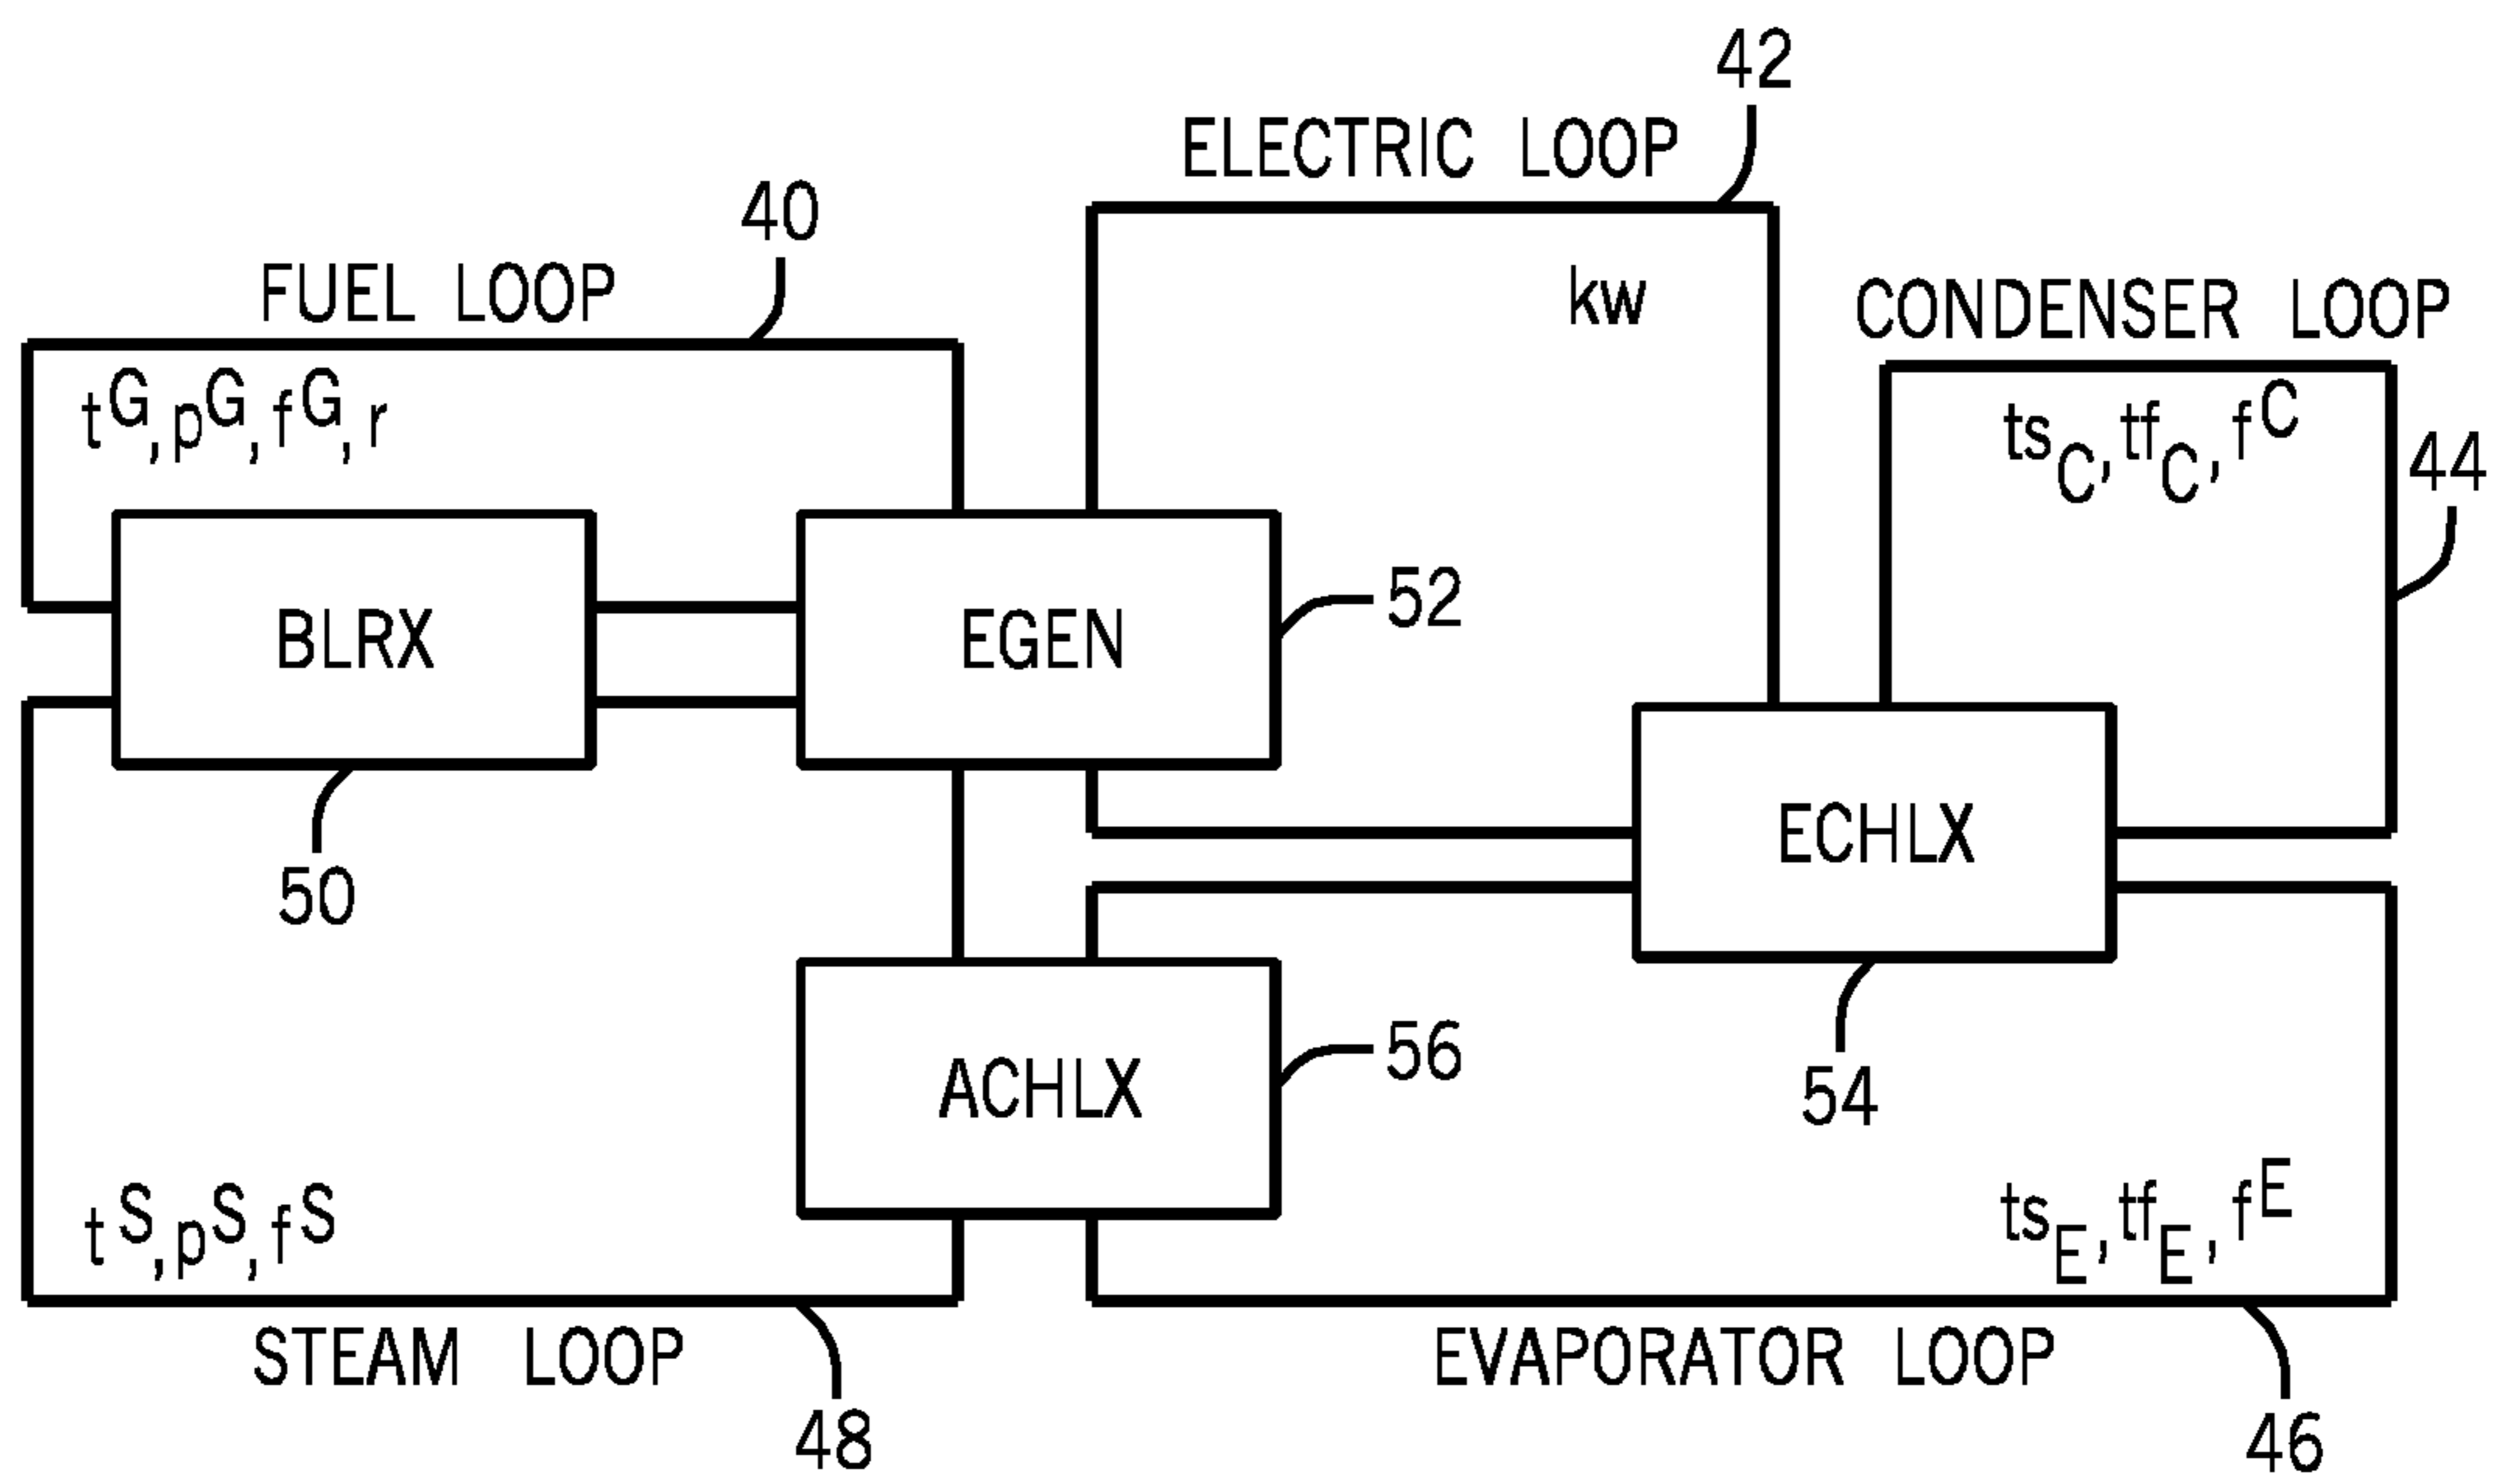 42
ELECTRIC LOOP
40
FUEL LOOP
kw
CONDENSER LOOP
tG, pG, fG, r
tsC, tfC, fC
44
BLRX
EGEN
52
ECHLX
50
ACHLX
56
54
tS, pS, fS
tsE, tfE, fE
STEAM LOOP
EVAPORATOR LOOP
48
46